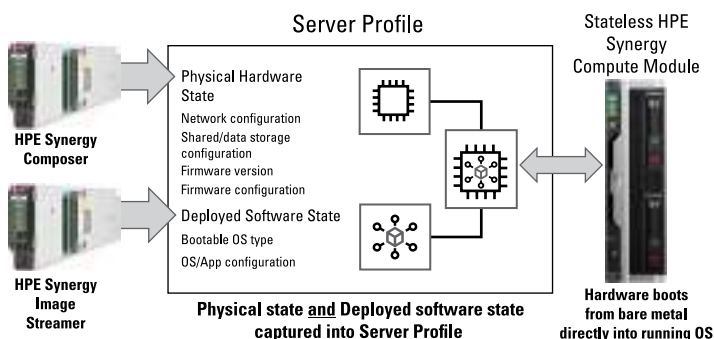 Server Profile
Stateless HPE
Synergy
Compute Module
Physical Hardware
State
Network configuration
Shared/data storage
configuration
Firmware version
Firmware configuration
Deployed Software State
Bootable OS type
OS/App configuration
HPE Synergy
Composer
HPE Synergy
Image
Streamer
Physical state and Deployed software state
captured into Server Profile
Hardware boots
from bare metal
directly into running OS